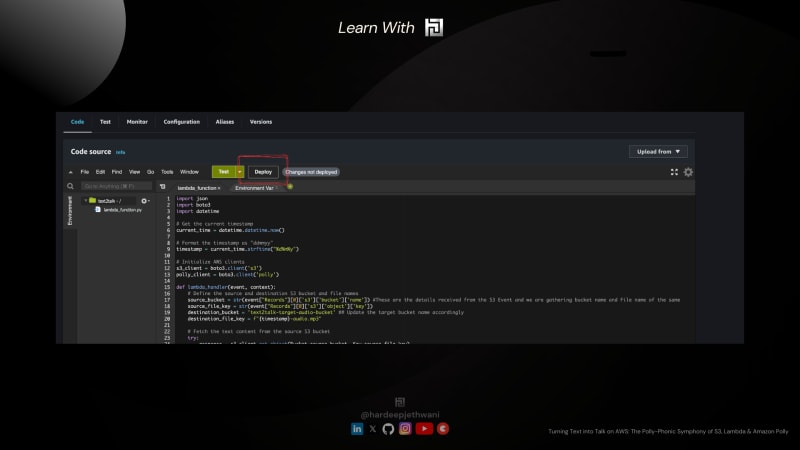 Learn With
Code Test Monitor Configuration Aliases Versions
Code source Info
Upload from
File Edit Find View Go Tools Window Test Deploy Changes not deployed
Go to Anything (⌘ P)
lambda_function × Environment Var ×
Environment
text2talk - /
lambda_function.py
1 import json
2 import boto3
3 import datetime
4
5 # Get the current timestamp
6 current_time = datetime.datetime.now()
7
8 # Format the timestamp as "ddmmyy"
9 timestamp = current_time.strftime("%d%m%y")
10
11 # Initialize AWS clients
12 s3_client = boto3.client('s3')
13 polly_client = boto3.client('polly')
14
15 def lambda_handler(event, context):
16 # Define the source and destination S3 bucket and file names
17 source_bucket = str(event["Records"][0]['s3']['bucket']['name']) #These are the details received from the S3 Event and we are gathering bucket name and file name of the same
18 source_file_key = str(event["Records"][0]['s3']['object']['key'])
19 destination_bucket = 'text2talk-target-audio-bucket' ## Update the target bucket name accordingly
20 destination_file_key = f"{timestamp}-audio.mp3"
21
22 # Fetch the text content from the source S3 bucket
23 try:
@hardeepjethwani
Turning Text into Talk on AWS: The Polly-Phonic Symphony of S3, Lambda & Amazon Polly